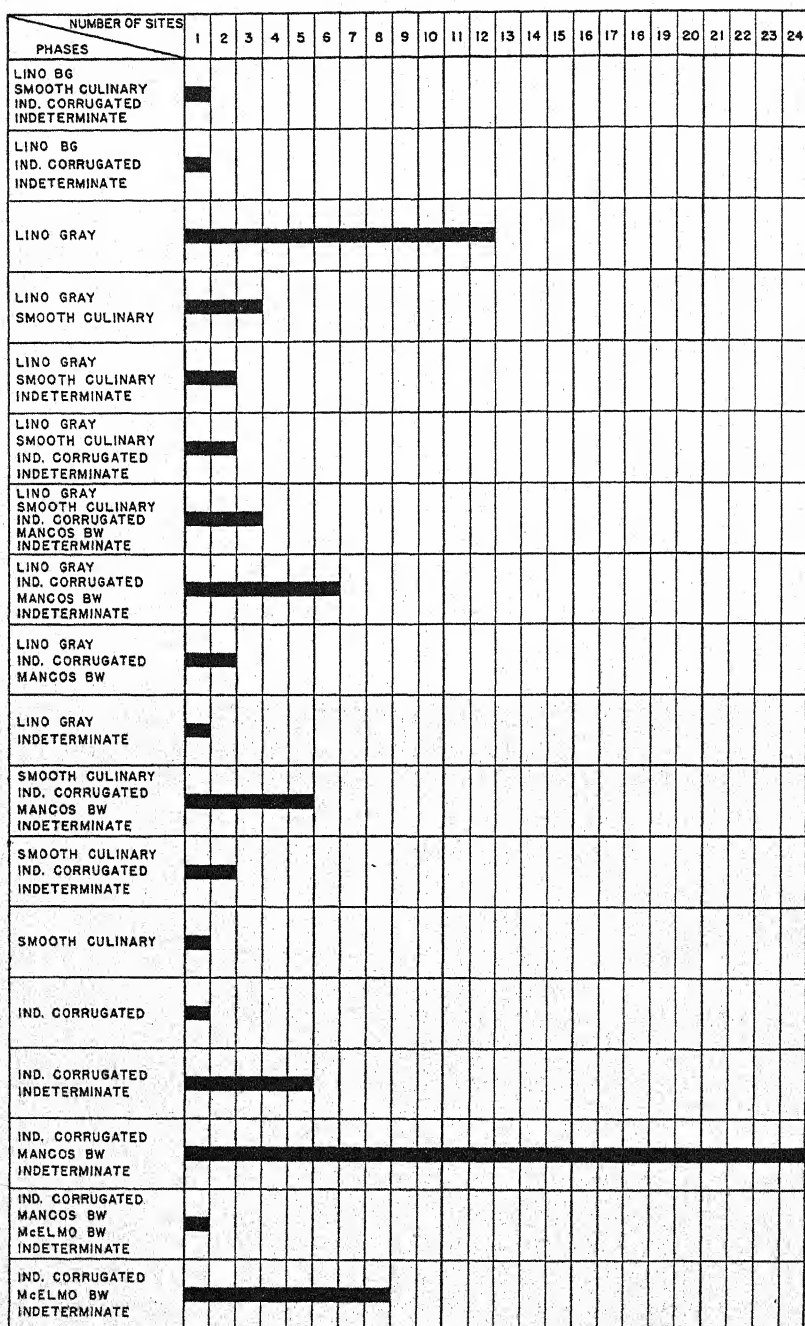 NUMBER OF SITES
PHASES
1 2 3 4 5 6 7 8 9 10 11 12 13 14 15 16 17 18 19 20 21 22 23 24
LINO BG
SMOOTH CULINARY
IND. CORRUGATED
INDETERMINATE
LINO BG
IND. CORRUGATED
INDETERMINATE
LINO GRAY
LINO GRAY
SMOOTH CULINARY
LINO GRAY
SMOOTH CULINARY
INDETERMINATE
LINO GRAY
SMOOTH CULINARY
IND. CORRUGATED
INDETERMINATE
LINO GRAY
SMOOTH CULINARY
IND. CORRUGATED
MANCOS BW
INDETERMINATE
LINO GRAY
IND. CORRUGATED
MANCOS BW
INDETERMINATE
LINO GRAY
IND. CORRUGATED
MANCOS BW
LINO GRAY
INDETERMINATE
SMOOTH CULINARY
IND. CORRUGATED
MANCOS BW
INDETERMINATE
SMOOTH CULINARY
IND. CORRUGATED
INDETERMINATE
SMOOTH CULINARY
IND. CORRUGATED
IND. CORRUGATED
INDETERMINATE
IND. CORRUGATED
MANCOS BW
INDETERMINATE
IND. CORRUGATED
MANCOS BW
McELMO BW
INDETERMINATE
IND. CORRUGATED
McELMO BW
INDETERMINATE